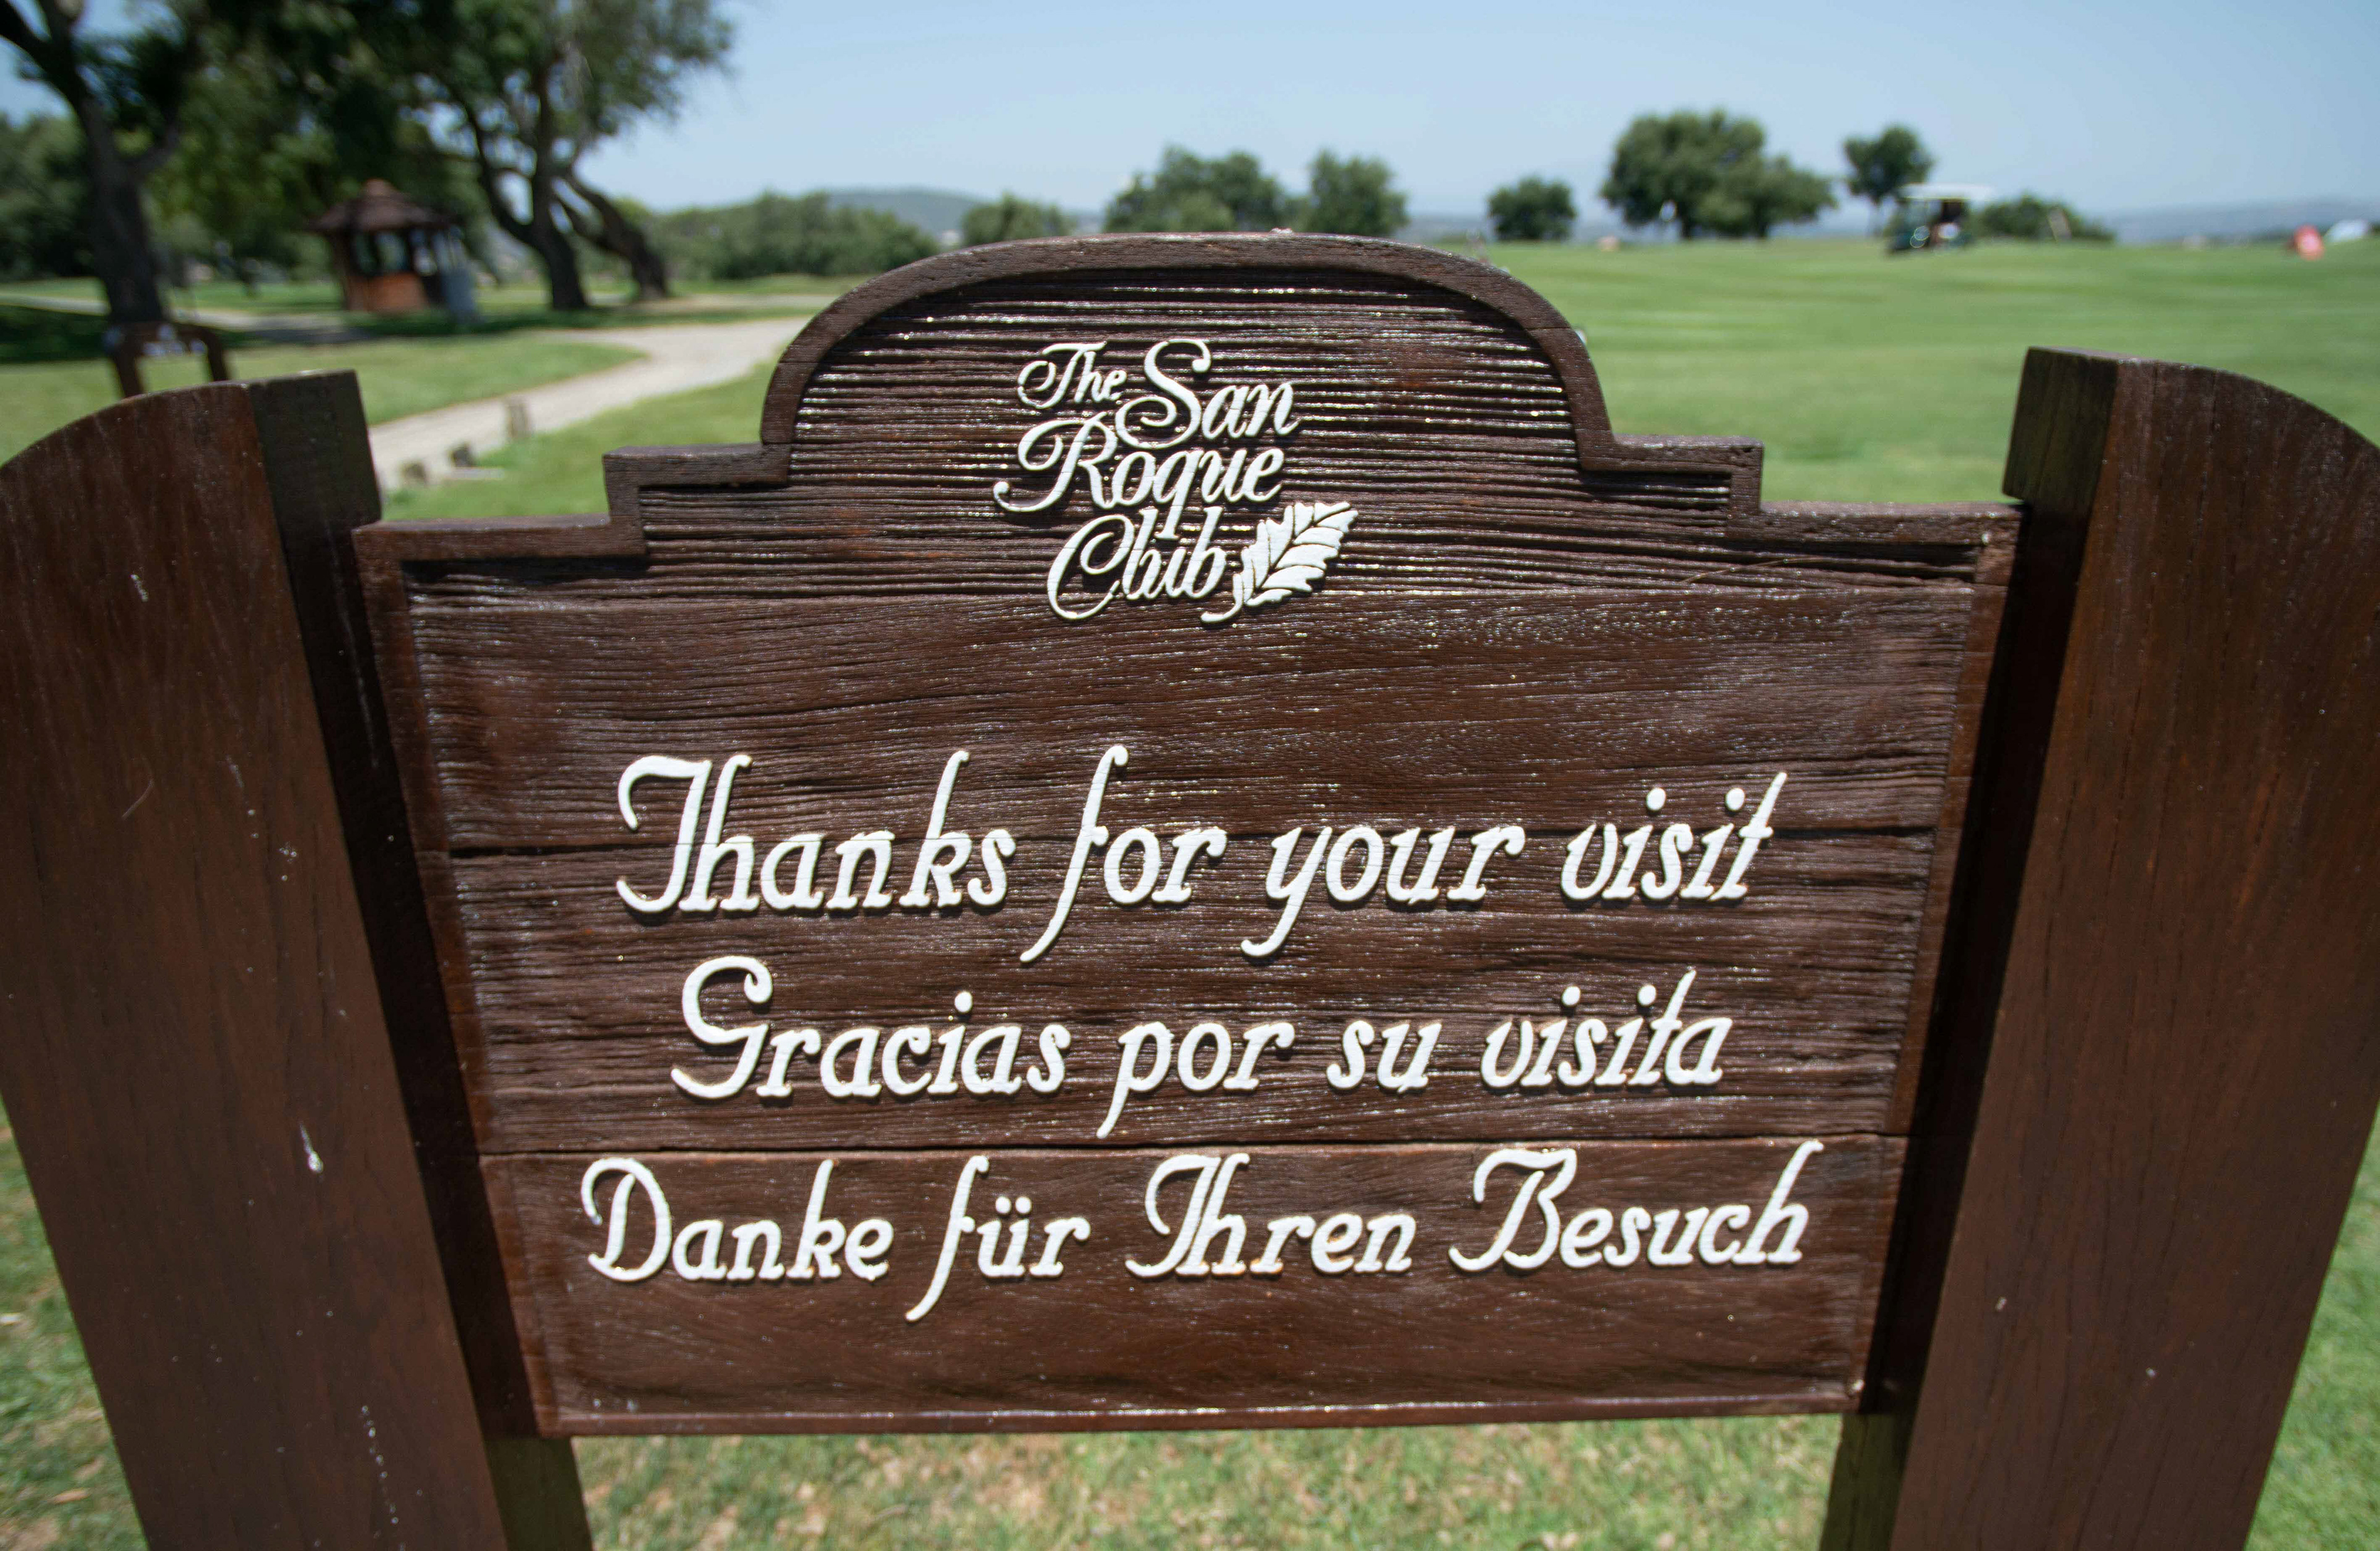 The San
Roque
Club
Thanks for your visit
Gracias por su visita
Danke für Ihren Besuch